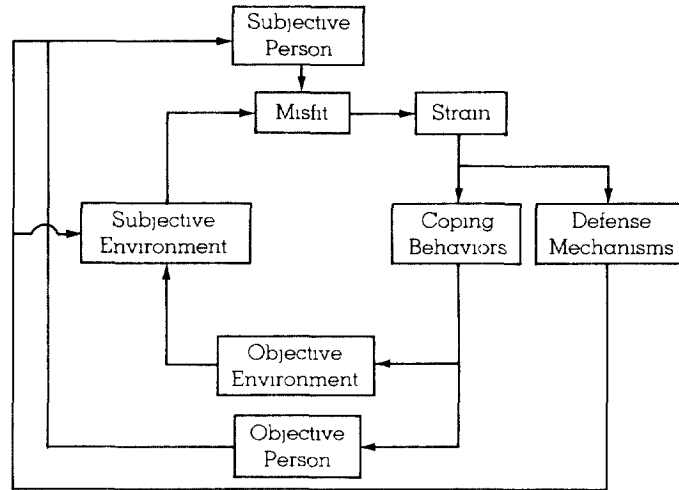 Subjective
Person
Misfit
Strain
Subjective
Environment
Coping
Behaviors
Defense
Mechanisms
Objective
Environment
Objective
Person